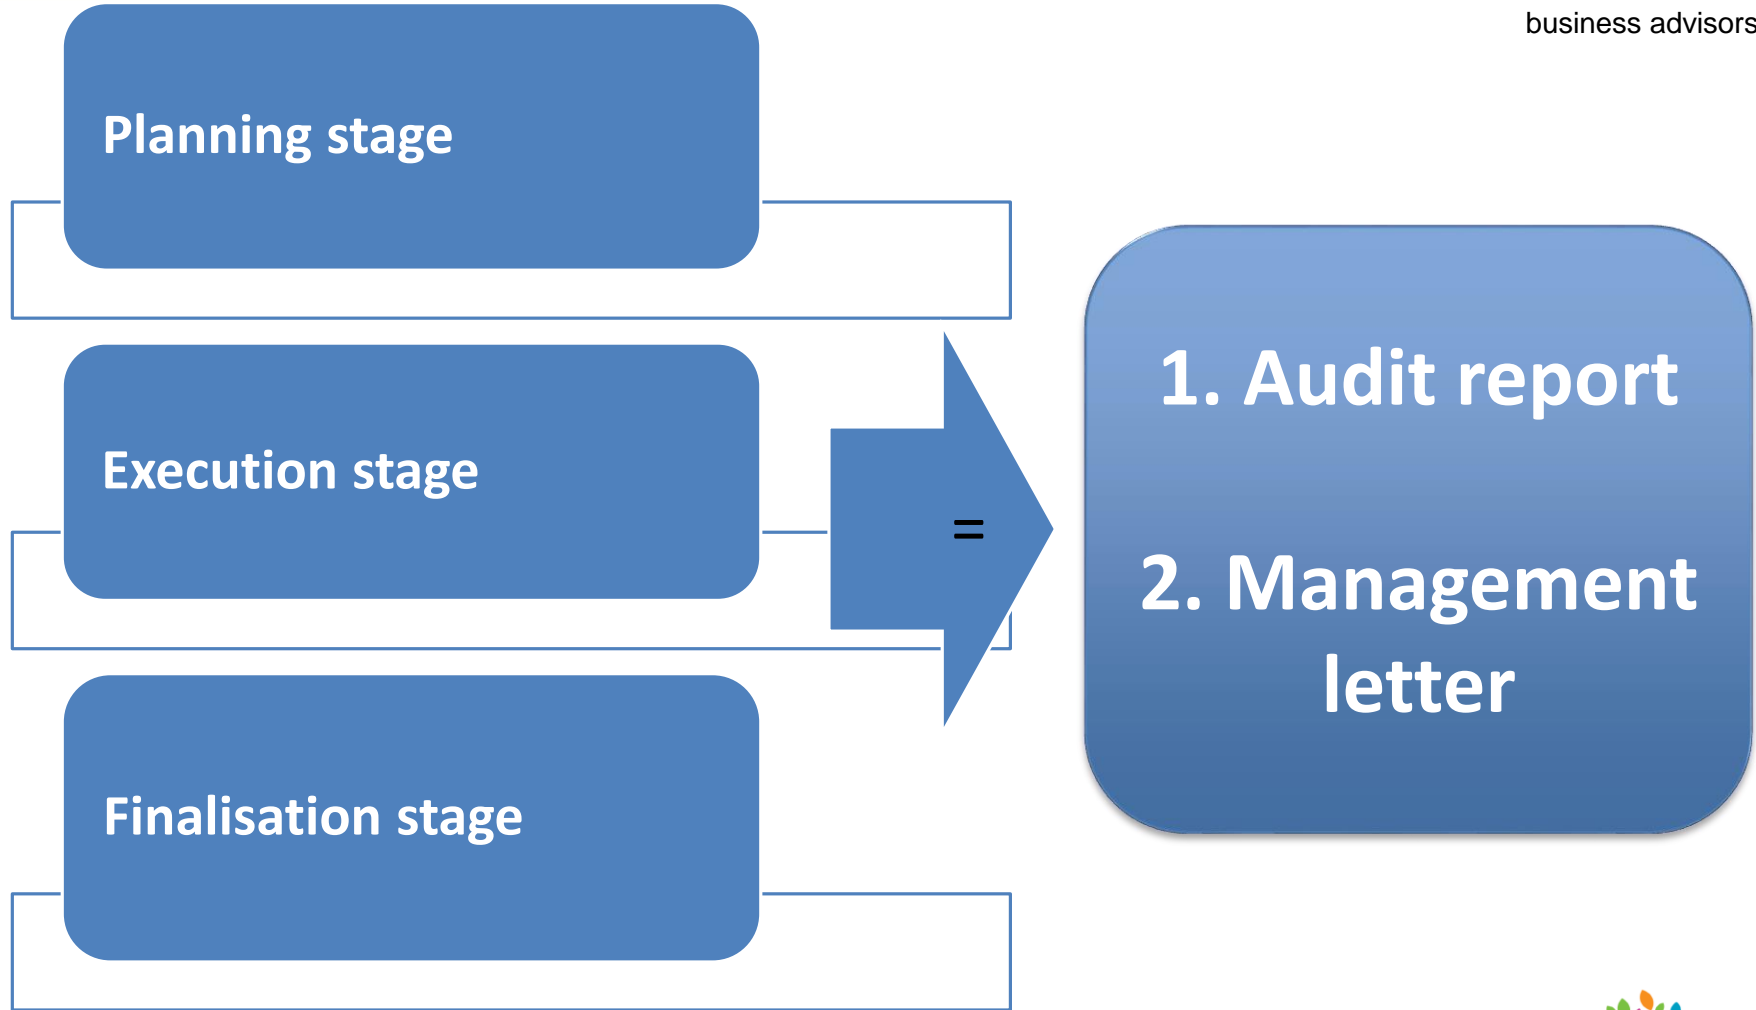 business advisors
Planning stage
Execution stage
Finalisation stage
=
1. Audit report
2. Management
letter